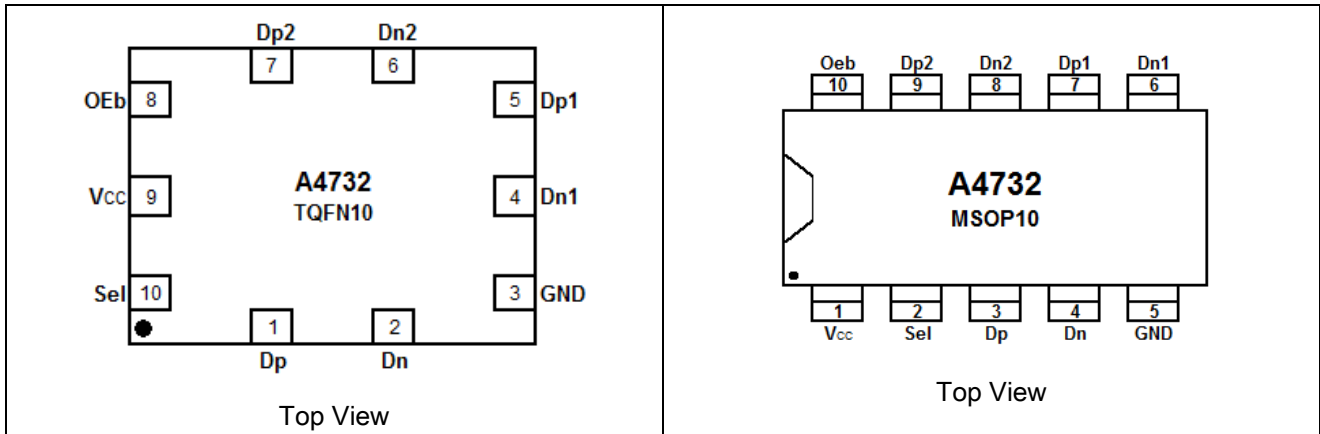 Dp2 Dn2
7 6
OEb 8 5 Dp1
A4732
Vcc 9 4 Dn1
TQFN10
Sel 10 3 GND
1 2
Dp Dn
Top View
Oeb Dp2 Dn2 Dp1 Dn1
10 9 8 7 6
A4732
MSOP10
1 2 3 4 5
Vcc Sel Dp Dn GND
Top View